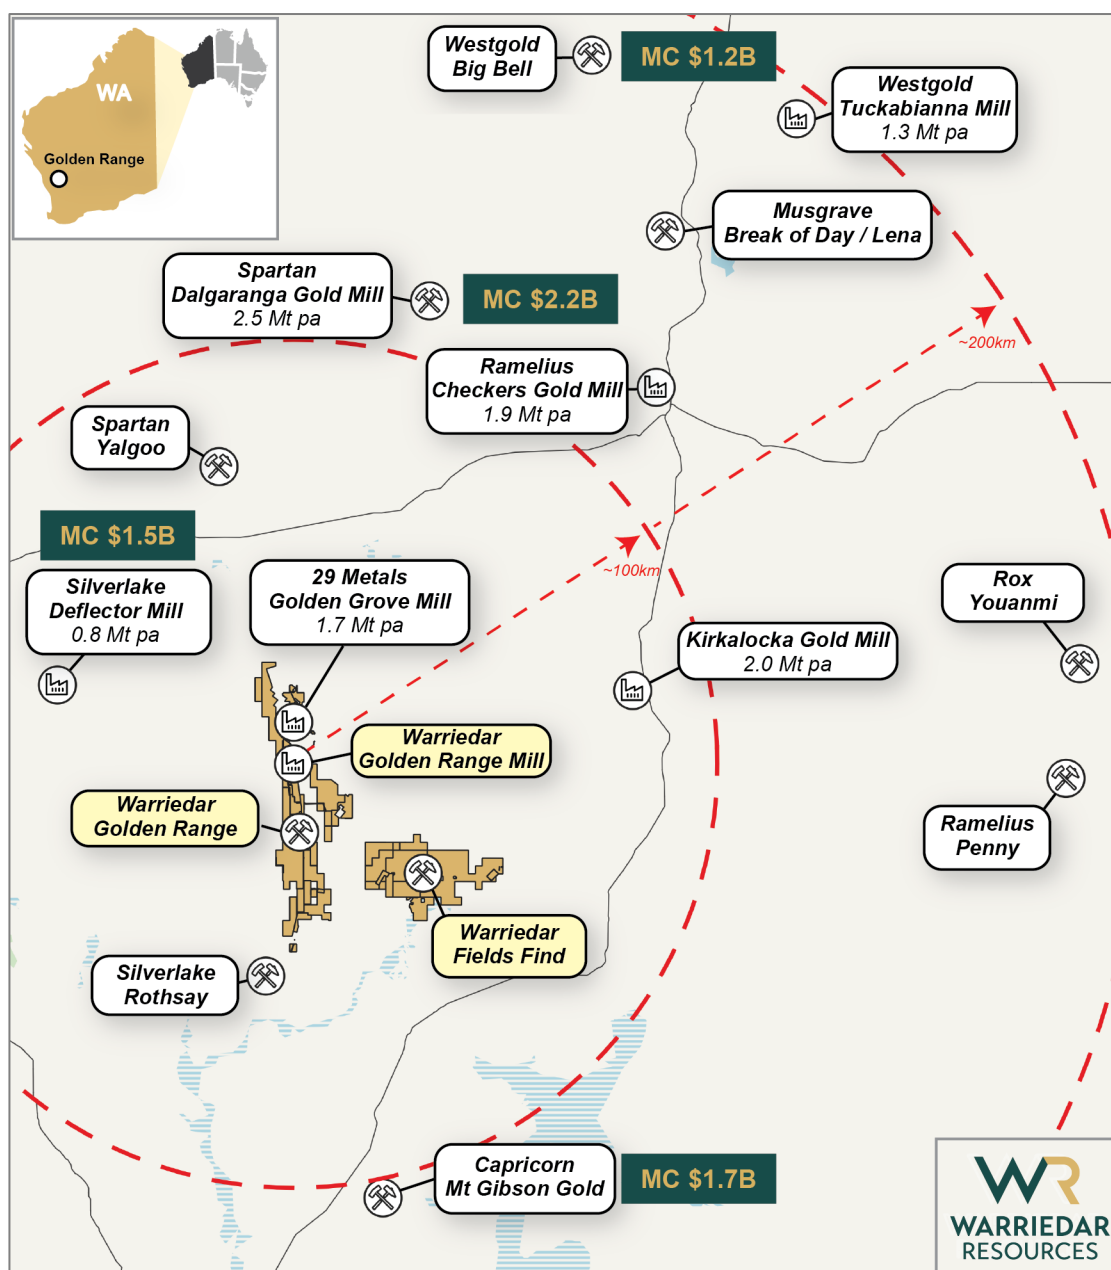 WA
Golden Range
Westgold
Big Bell
MC $1.2B
Westgold
Tuckabianna Mill
1.3 Mt pa
Musgrave
Break of Day / Lena
Spartan
Dalgaranga Gold Mill
2.5 Mt pa
MC $2.2B
~200km
Ramelius
Checkers Gold Mill
1.9 Mt pa
Spartan
Yalgoo
MC $1.5B
Silverlake
Deflector Mill
0.8 Mt pa
29 Metals
Golden Grove Mill
1.7 Mt pa
~100km
Rox
Youanmi
Kirkalocka Gold Mill
2.0 Mt pa
Warriedar
Golden Range Mill
Warriedar
Golden Range
Ramelius
Penny
Warriedar
Fields Find
Silverlake
Rothsay
Capricorn
Mt Gibson Gold
MC $1.7B
WR
WARRIEDAR
RESOURCES